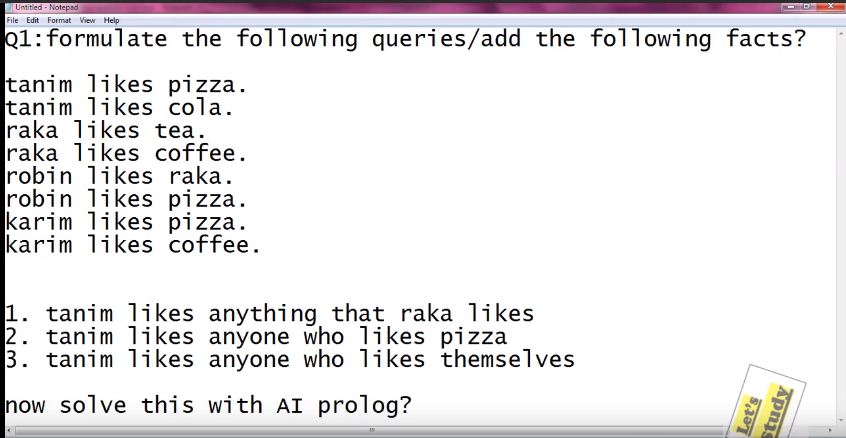 Untitled - Notepad
File Edit Format View Help
Q1:formulate the following queries/add the following facts?
tanim likes pizza.
tanim likes cola.
raka likes tea.
raka likes coffee.
robin likes raka.
robin likes pizza.
karim likes pizza.
karim likes coffee.
1. tanim likes anything that raka likes
2. tanim likes anyone who likes pizza
3. tanim likes anyone who likes themselves
now solve this with AI prolog?
Let's
study